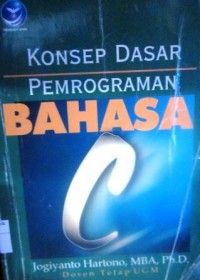 KONSEP DASAR
PEMROGRAMAN
BAHASA
C
Jogiyanto Hartono, MBA, Ph.D.
Dosen Tetap UGM